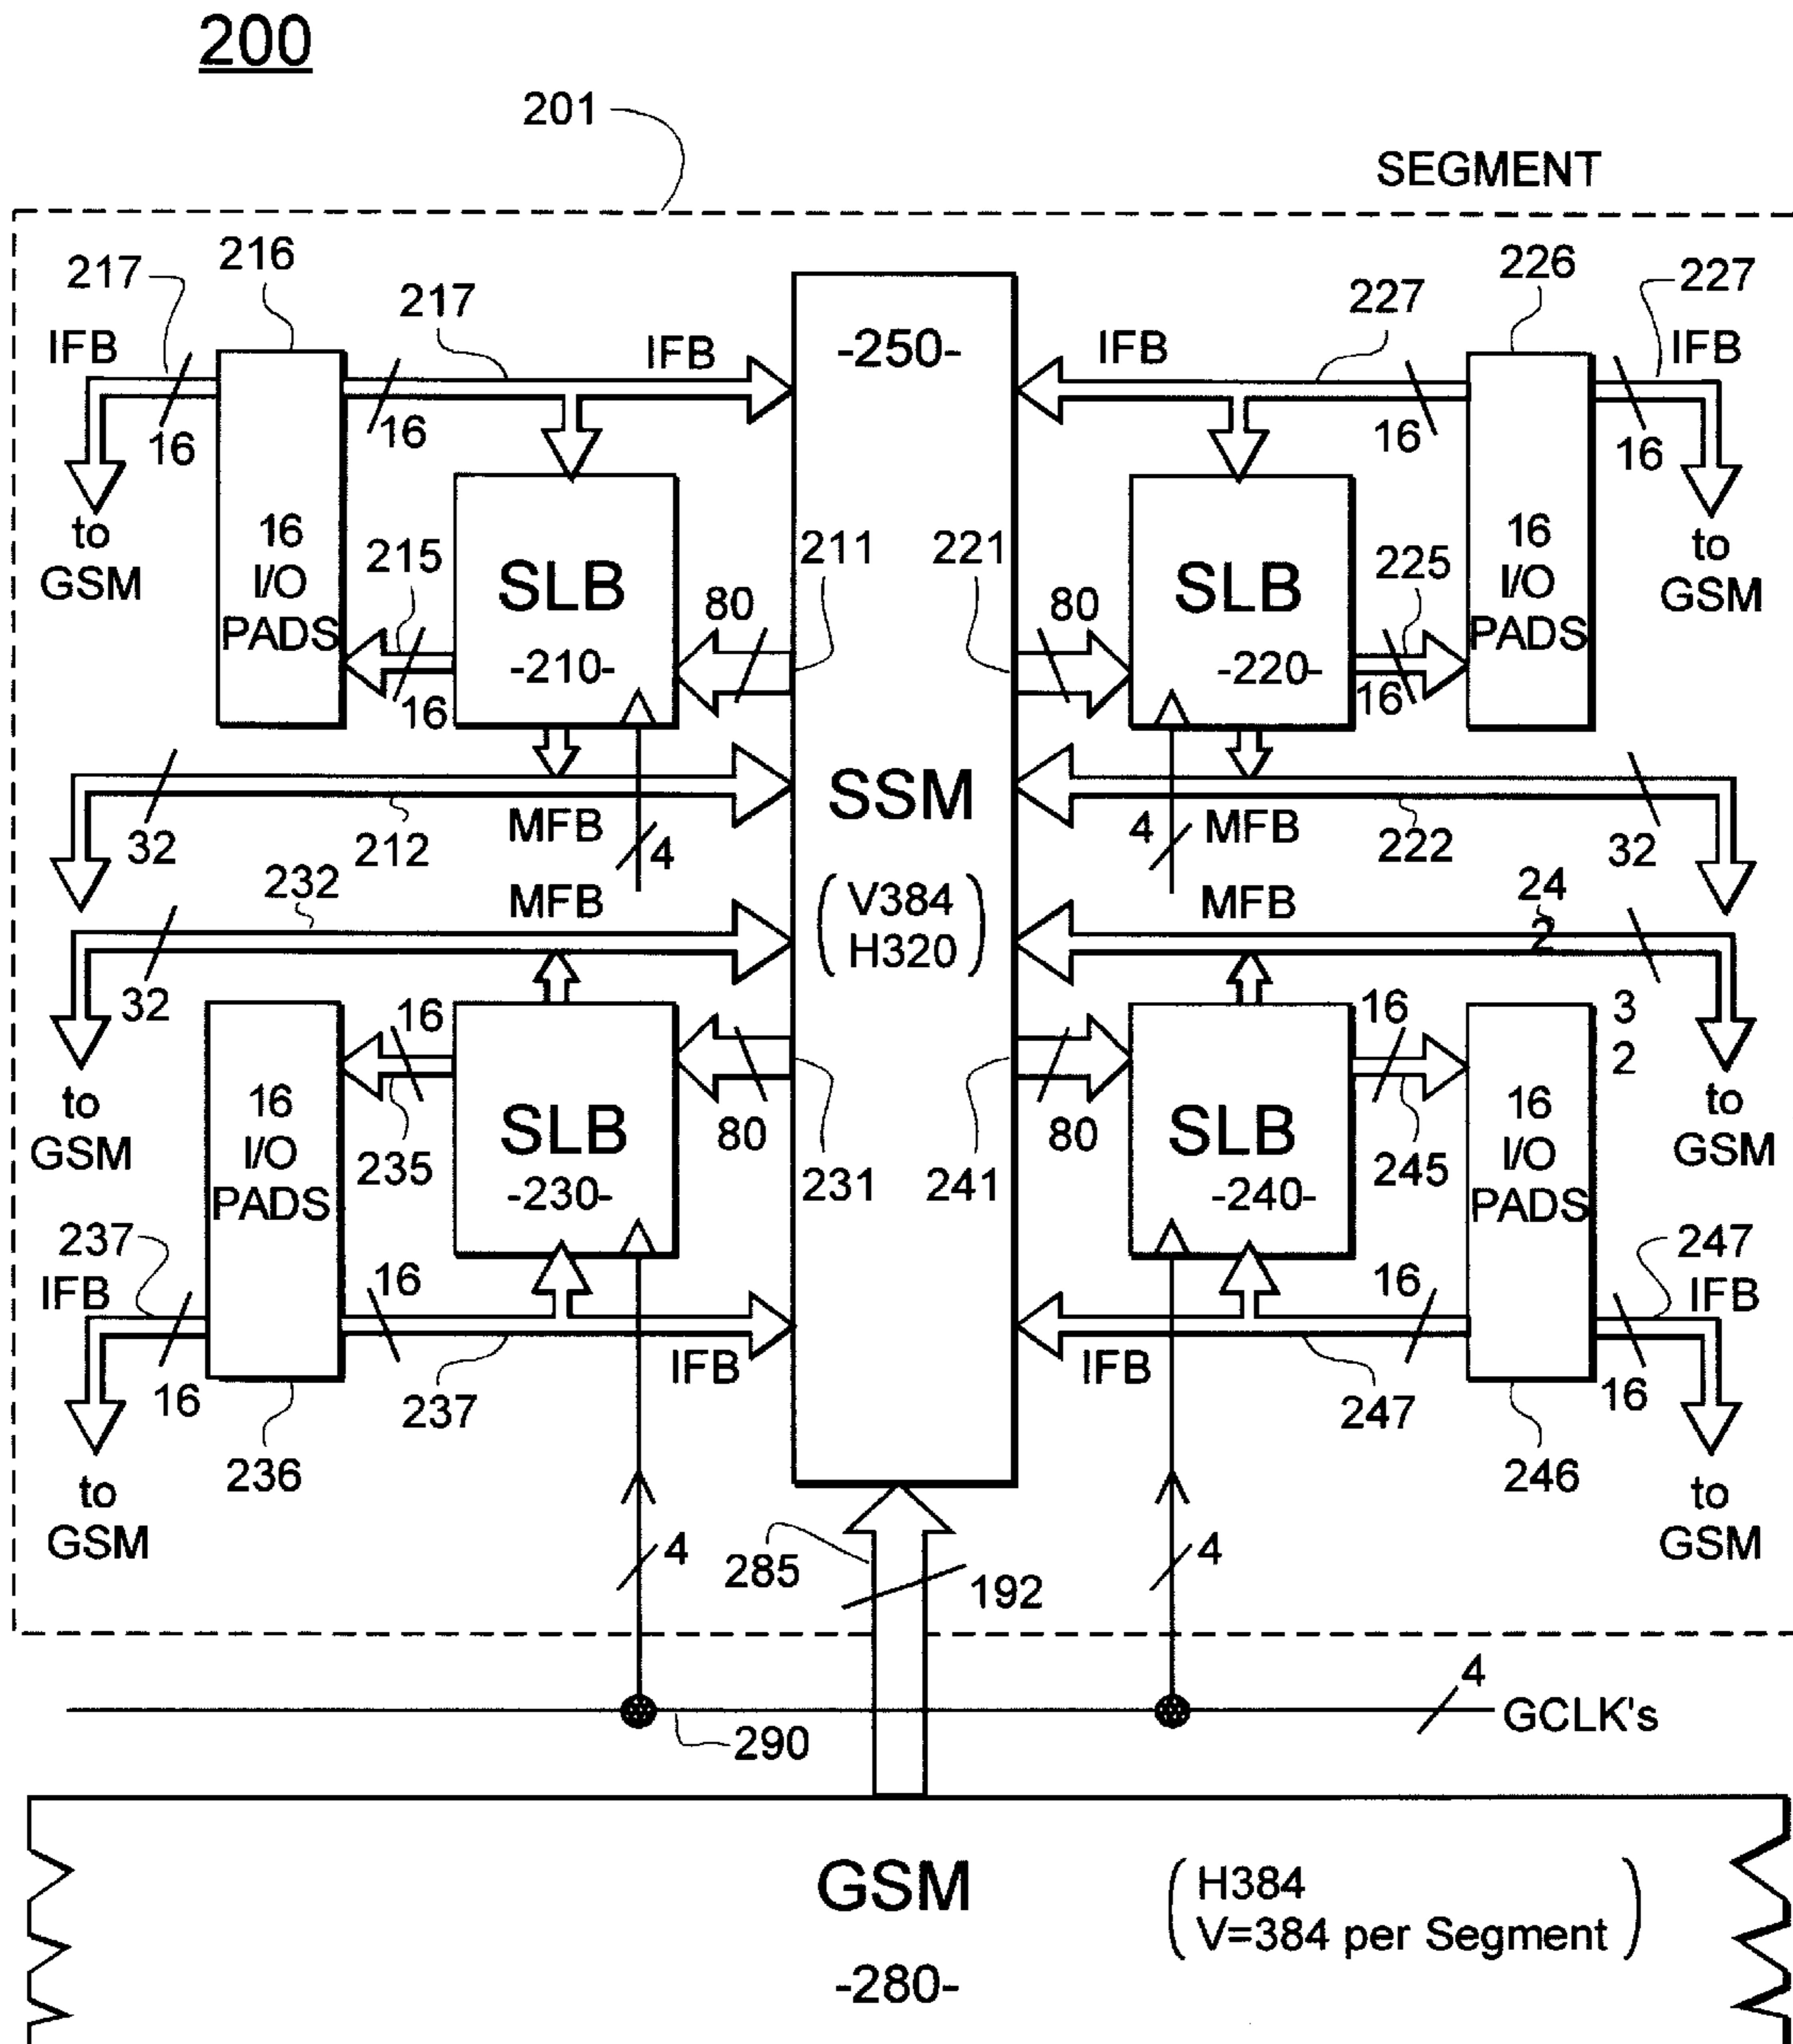 200
201
SEGMENT
217
216
217
227
226
227
IFB
IFB
-250-
IFB
IFB
16
16
16
16
to
GSM
16
I/O
PADS
215
SLB
-210-
16
80
211
221
80
SLB
-220-
225
16
16
I/O
PADS
to
GSM
32
212
MFB
4
SSM
4
MFB
222
32
232
MFB
(V384
H320)
MFB
24
2
32
3
2
to
GSM
16
I/O
PADS
16
235
SLB
-230-
80
231
241
80
SLB
-240-
16
245
16
I/O
PADS
to
GSM
237
IFB
16
16
237
IFB
IFB
247
16
247
IFB
16
to
GSM
236
246
to
GSM
4
285
192
4
4
GCLK's
290
GSM
-280-
(H384
V=384 per Segment)